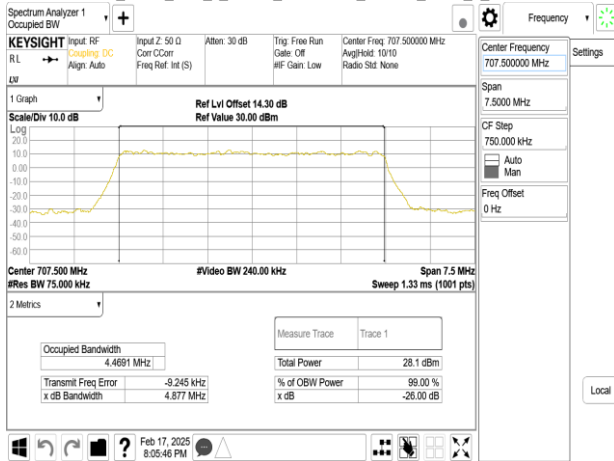 Spectrum Analyzer 1
Occupied BW
+
Frequency
KEYSIGHT
RL
LXI
Input: RF
Coupling: DC
Align: Auto
Input Z: 50 Ω
Corr CCorr
Freq Ref: Int (S)
Atten: 30 dB
Trig: Free Run
Gate: Off
#IF Gain: Low
Center Freq: 707.500000 MHz
Avg|Hold: 10/10
Radio Std: None
Center Frequency
707.500000 MHz
Settings
Span
7.5000 MHz
CF Step
750.000 kHz
Auto
Man
Freq Offset
0 Hz
Local
1 Graph
Scale/Div 10.0 dB
Ref Lvl Offset 14.30 dB
Ref Value 30.00 dBm
Log
20.0
10.0
0.00
-10.0
-20.0
-30.0
-40.0
-50.0
-60.0
Center 707.500 MHz
#Video BW 240.00 kHz
Span 7.5 MHz
#Res BW 75.000 kHz
Sweep 1.33 ms (1001 pts)
2 Metrics
Measure Trace
Trace 1
Occupied Bandwidth
4.4691 MHz
Total Power
28.1 dBm
Transmit Freq Error
-9.245 kHz
% of OBW Power
99.00 %
x dB Bandwidth
4.877 MHz
x dB
-26.00 dB
?
Feb 17, 2025
8:05:46 PM